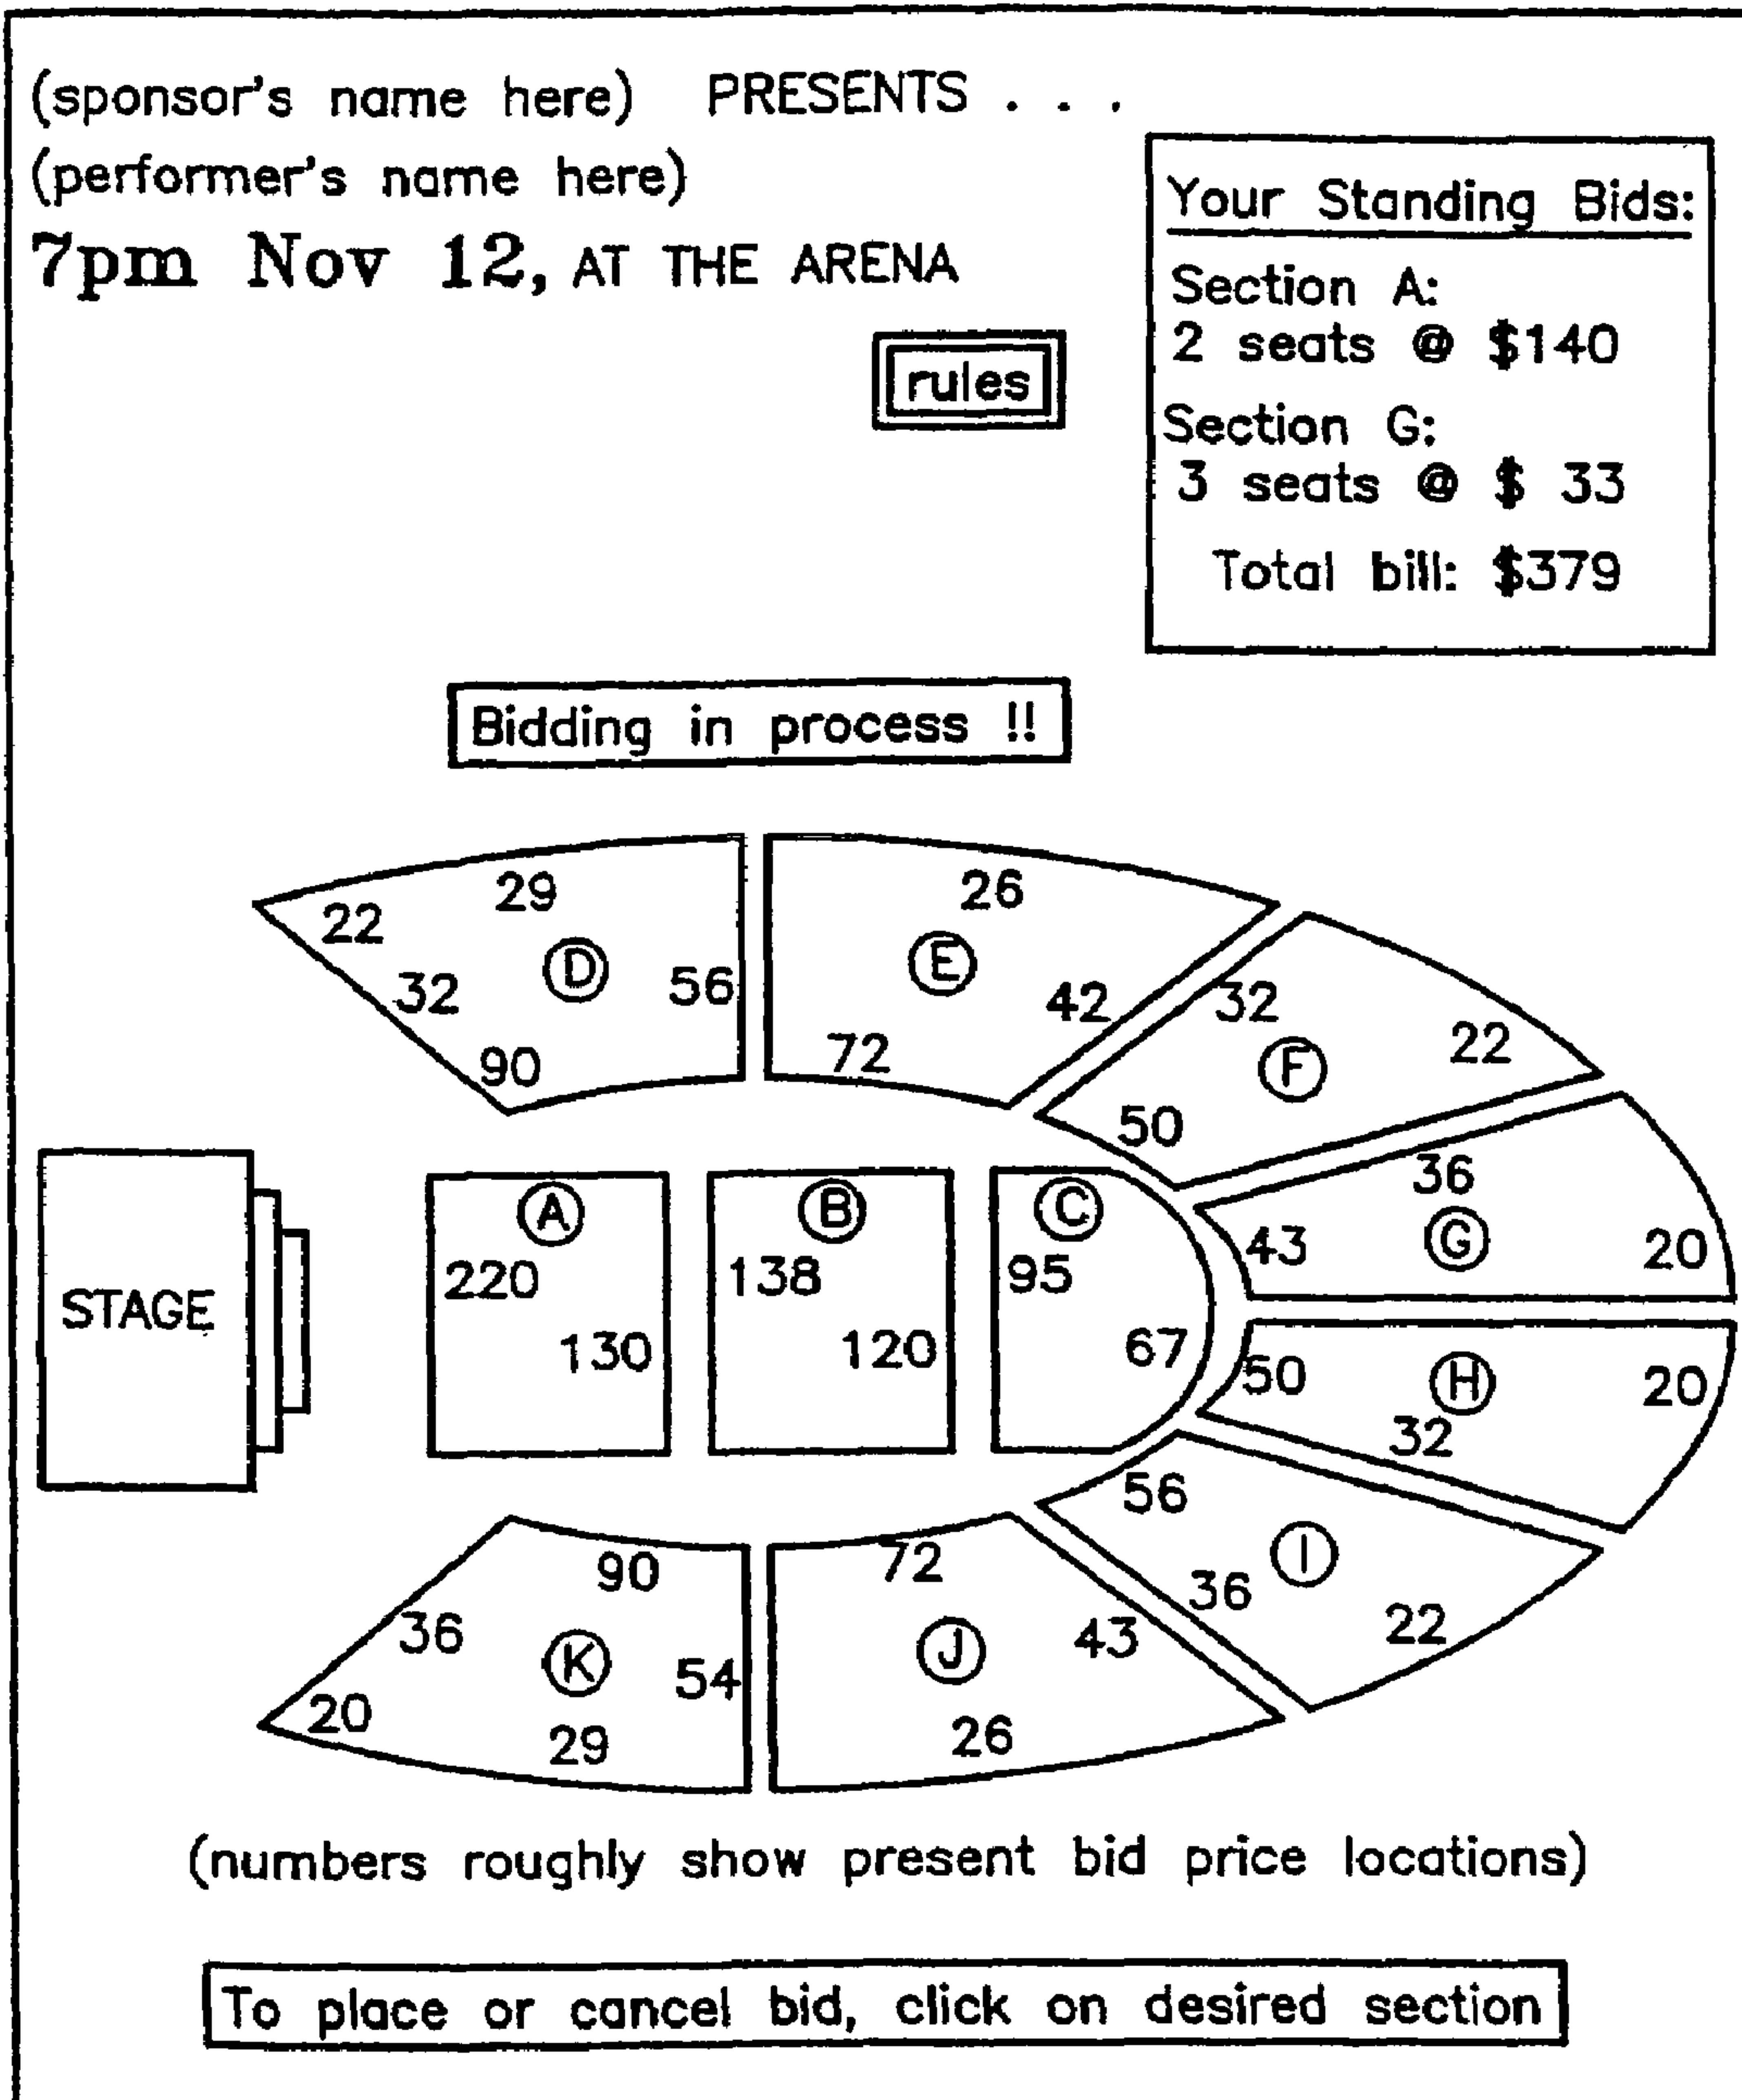 (sponsor's name here) PRESENTS . . .
(performer's name here)
7pm Nov 12, AT THE ARENA
rules
Your Standing Bids:
Section A:
2 seats @ $140
Section G:
3 seats @ $ 33
Total bill: $379
Bidding in process !!
29
22
D
32
56
90
26
E
42
72
32
22
F
50
36
43
G
20
STAGE
A
220
130
B
138
120
C
95
67
50
H
20
32
56
I
36
22
90
36
K
54
20
29
72
J
43
26
(numbers roughly show present bid price locations)
To place or cancel bid, click on desired section